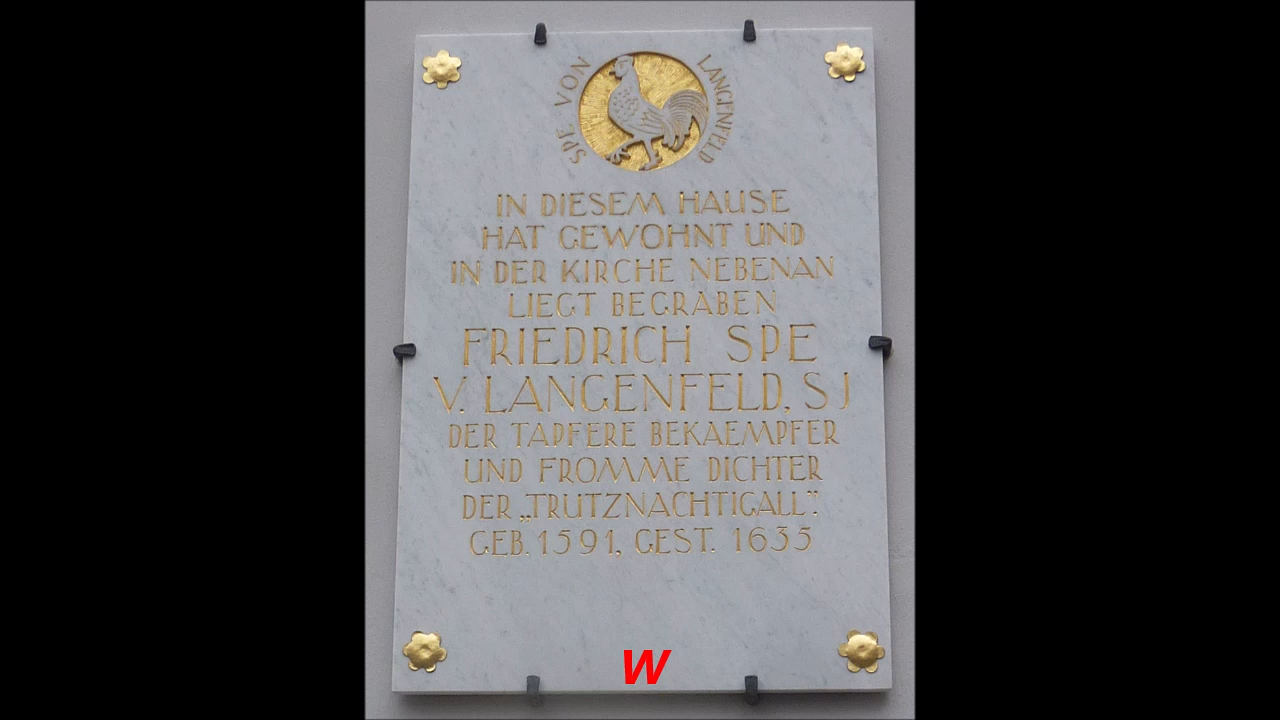 SPE VON LANGENFELD
IN DIESEM HAUSE
HAT GEWOHNT UND
IN DER KIRCHE NEBENAN
LIEGT BEGRABEN
FRIEDRICH SPE
V. LANGENFELD, SJ
DER TAPFERE BEKAEMPFER
UND FROMME DICHTER
DER „TRUTZNACHTIGALL”.
GEB. 1591, GEST. 1635
W